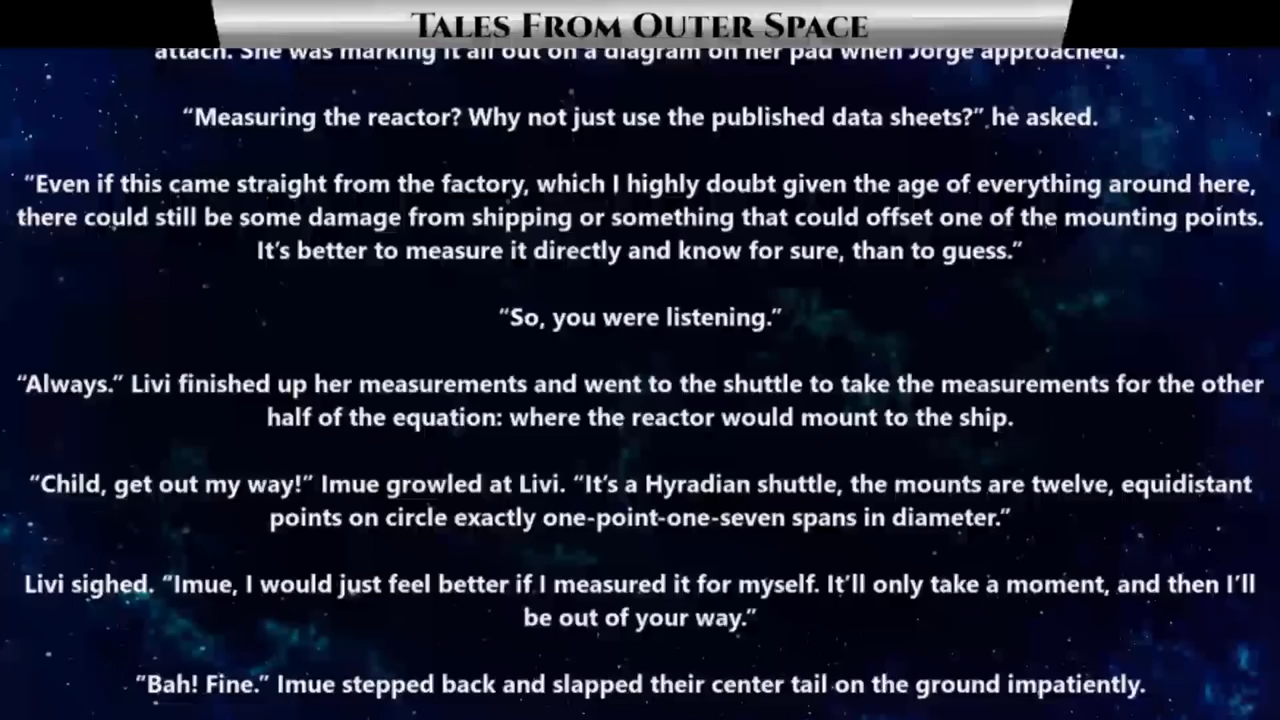 Tales From Outer Space
attach. She was marking it all out on a diagram on her pad when Jorge approached.
“Measuring the reactor? Why not just use the published data sheets?” he asked.
“Even if this came straight from the factory, which I highly doubt given the age of everything around here,
there could still be some damage from shipping or something that could offset one of the mounting points.
It’s better to measure it directly and know for sure, than to guess.”
“So, you were listening.”
“Always.” Livi finished up her measurements and went to the shuttle to take the measurements for the other
half of the equation: where the reactor would mount to the ship.
“Child, get out my way!” Imue growled at Livi. “It’s a Hyradian shuttle, the mounts are twelve, equidistant
points on circle exactly one-point-one-seven spans in diameter.”
Livi sighed. “Imue, I would just feel better if I measured it for myself. It’ll only take a moment, and then I’ll
be out of your way.”
“Bah! Fine.” Imue stepped back and slapped their center tail on the ground impatiently.